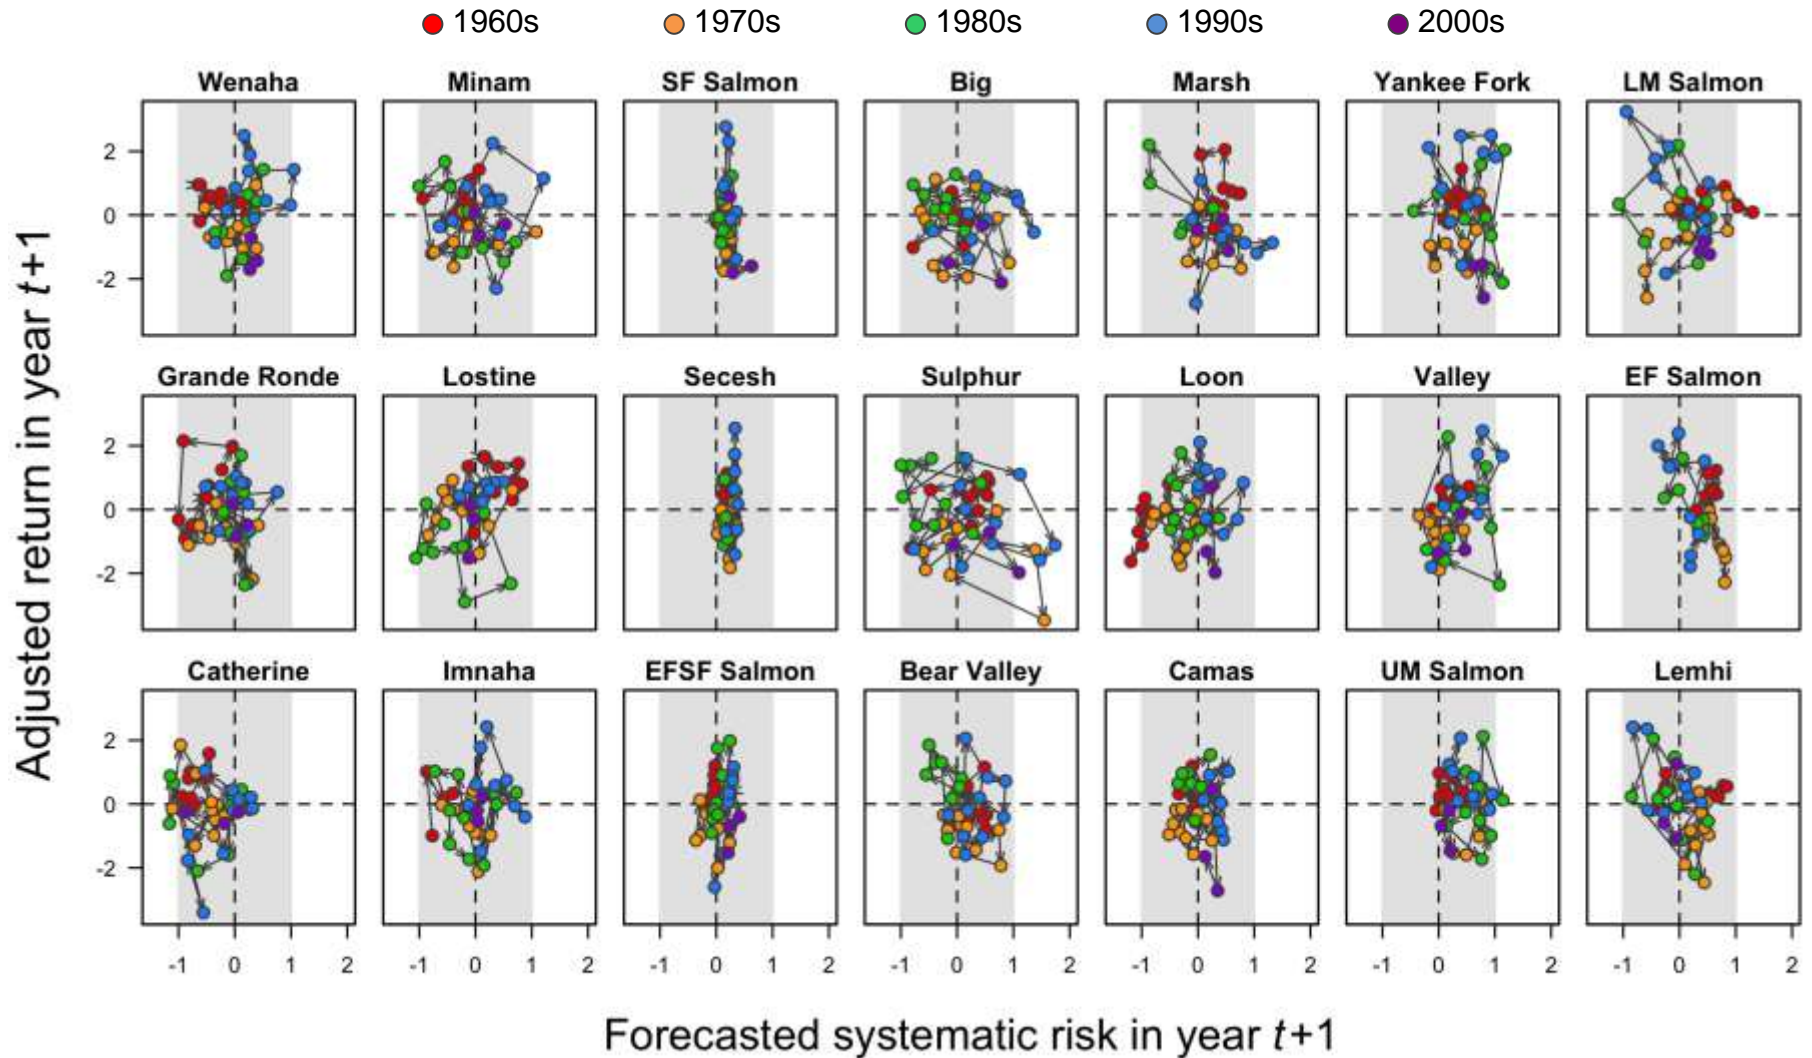 1960s 1970s 1980s 1990s 2000s
Wenaha Minam SF Salmon Big Marsh Yankee Fork LM Salmon
2
0
-2
Grande Ronde Lostine Secesh Sulphur Loon Valley EF Salmon
2
0
-2
Catherine Imnaha EFSF Salmon Bear Valley Camas UM Salmon Lemhi
2
0
-2
-1 0 1 2 -1 0 1 2 -1 0 1 2 -1 0 1 2 -1 0 1 2 -1 0 1 2 -1 0 1 2
Adjusted return in year t+1
Forecasted systematic risk in year t+1